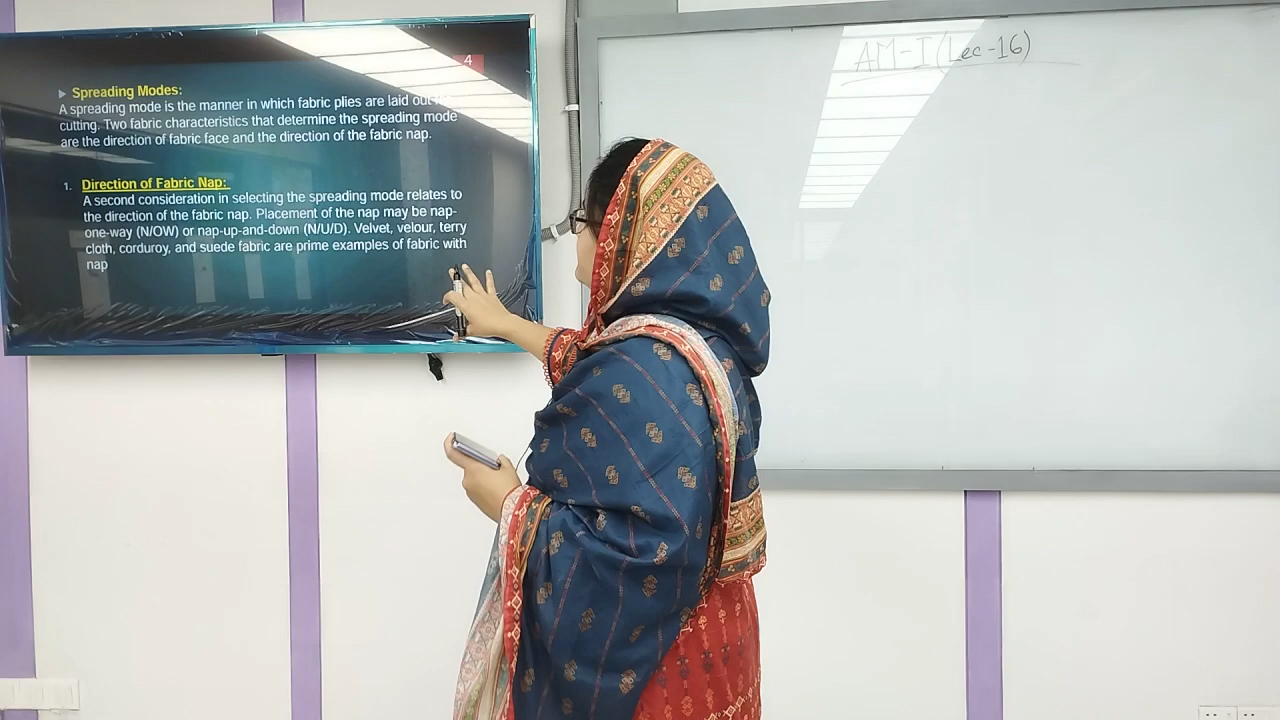 4
▶ Spreading Modes:
A spreading mode is the manner in which fabric plies are laid out
cutting. Two fabric characteristics that determine the spreading mode
are the direction of fabric face and the direction of the fabric nap.
1. Direction of Fabric Nap:
A second consideration in selecting the spreading mode relates to
the direction of the fabric nap. Placement of the nap may be nap-
one-way (N/OW) or nap-up-and-down (N/U/D). Velvet, velour, terry
cloth, corduroy, and suede fabric are prime examples of fabric with
nap
AM-I (Lec-16)